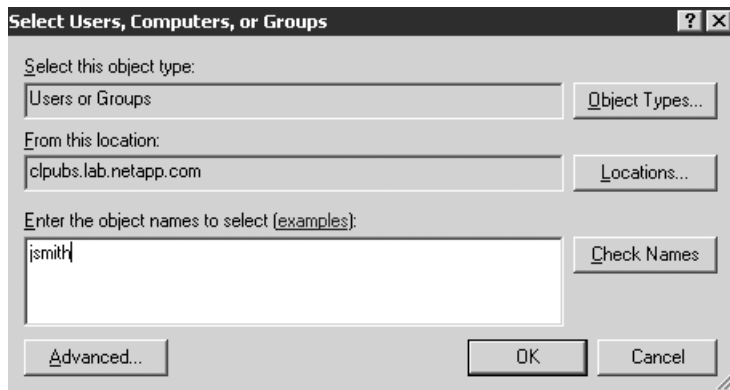 Select Users, Computers, or Groups
Select this object type:
Users or Groups
Object Types...
From this location:
clpubs.lab.netapp.com
Locations...
Enter the object names to select (examples):
jsmith
Check Names
Advanced...
OK
Cancel